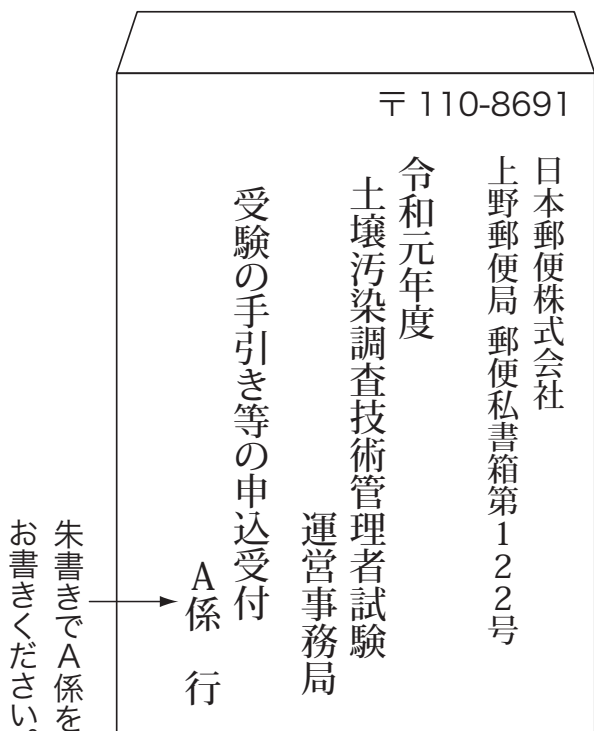 〒 110-8691
日本郵便株式会社
上野郵便局 郵便私書箱第122号
令和元年度
土壌汚染調査技術管理者試験
運営事務局
受験の手引き等の申込受付
A係 行
朱書きでA係を
お書きください。